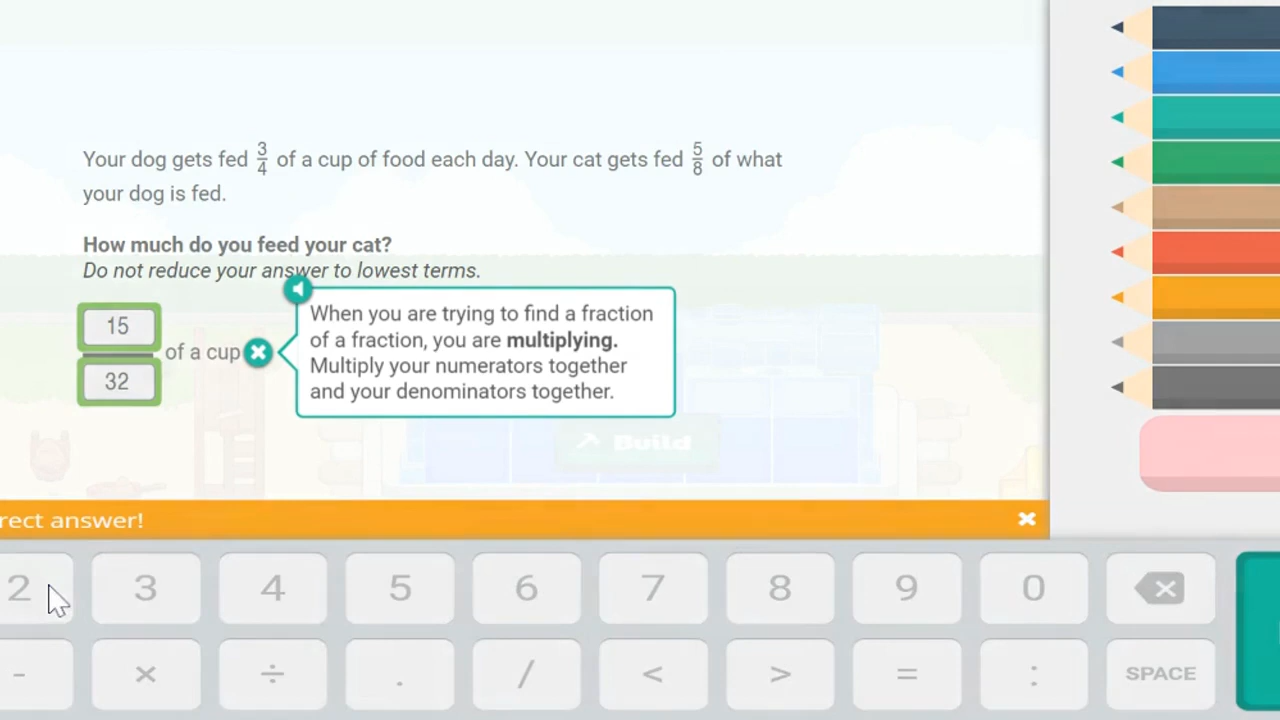 Your dog gets fed 3/4 of a cup of food each day. Your cat gets fed 5/8 of what
your dog is fed.
How much do you feed your cat?
Do not reduce your answer to lowest terms.
When you are trying to find a fraction
of a fraction, you are multiplying.
Multiply your numerators together
and your denominators together.
15
of a cup
32
Build
rect answer!
2 3 4 5 6 7 8 9 0
- × ÷ . / < > = : SPACE